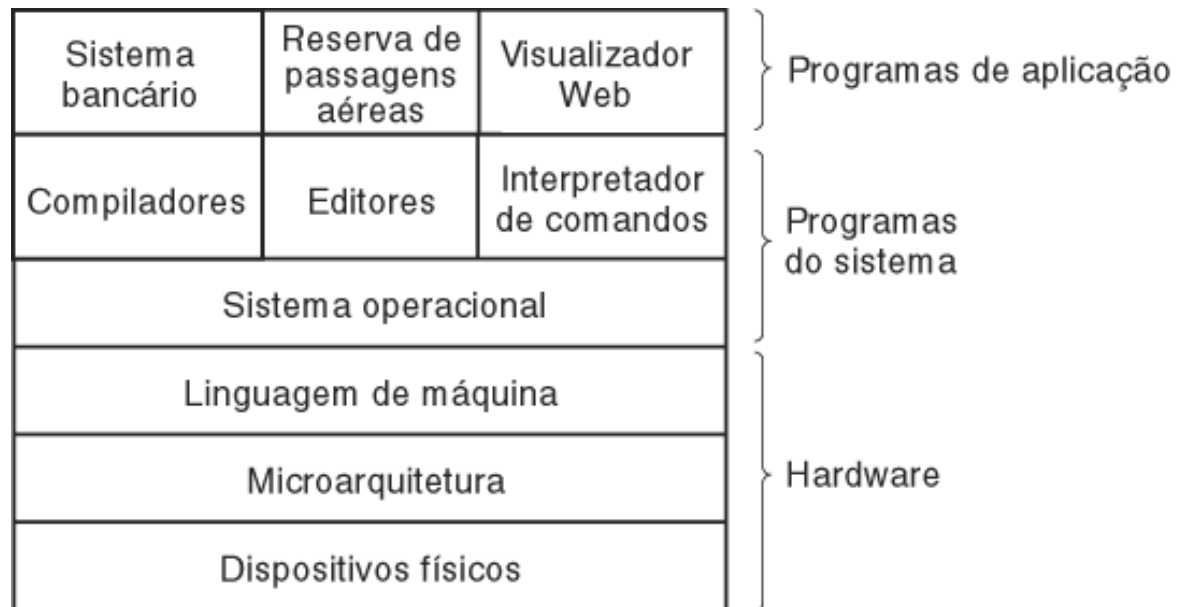 Sistema
bancário
Reserva de
passagens
aéreas
Visualizador
Web
Programas de aplicação
Compiladores
Editores
Interpretador
de comandos
Programas
do sistema
Sistema operacional
Linguagem de máquina
Microarquitetura
Hardware
Dispositivos físicos